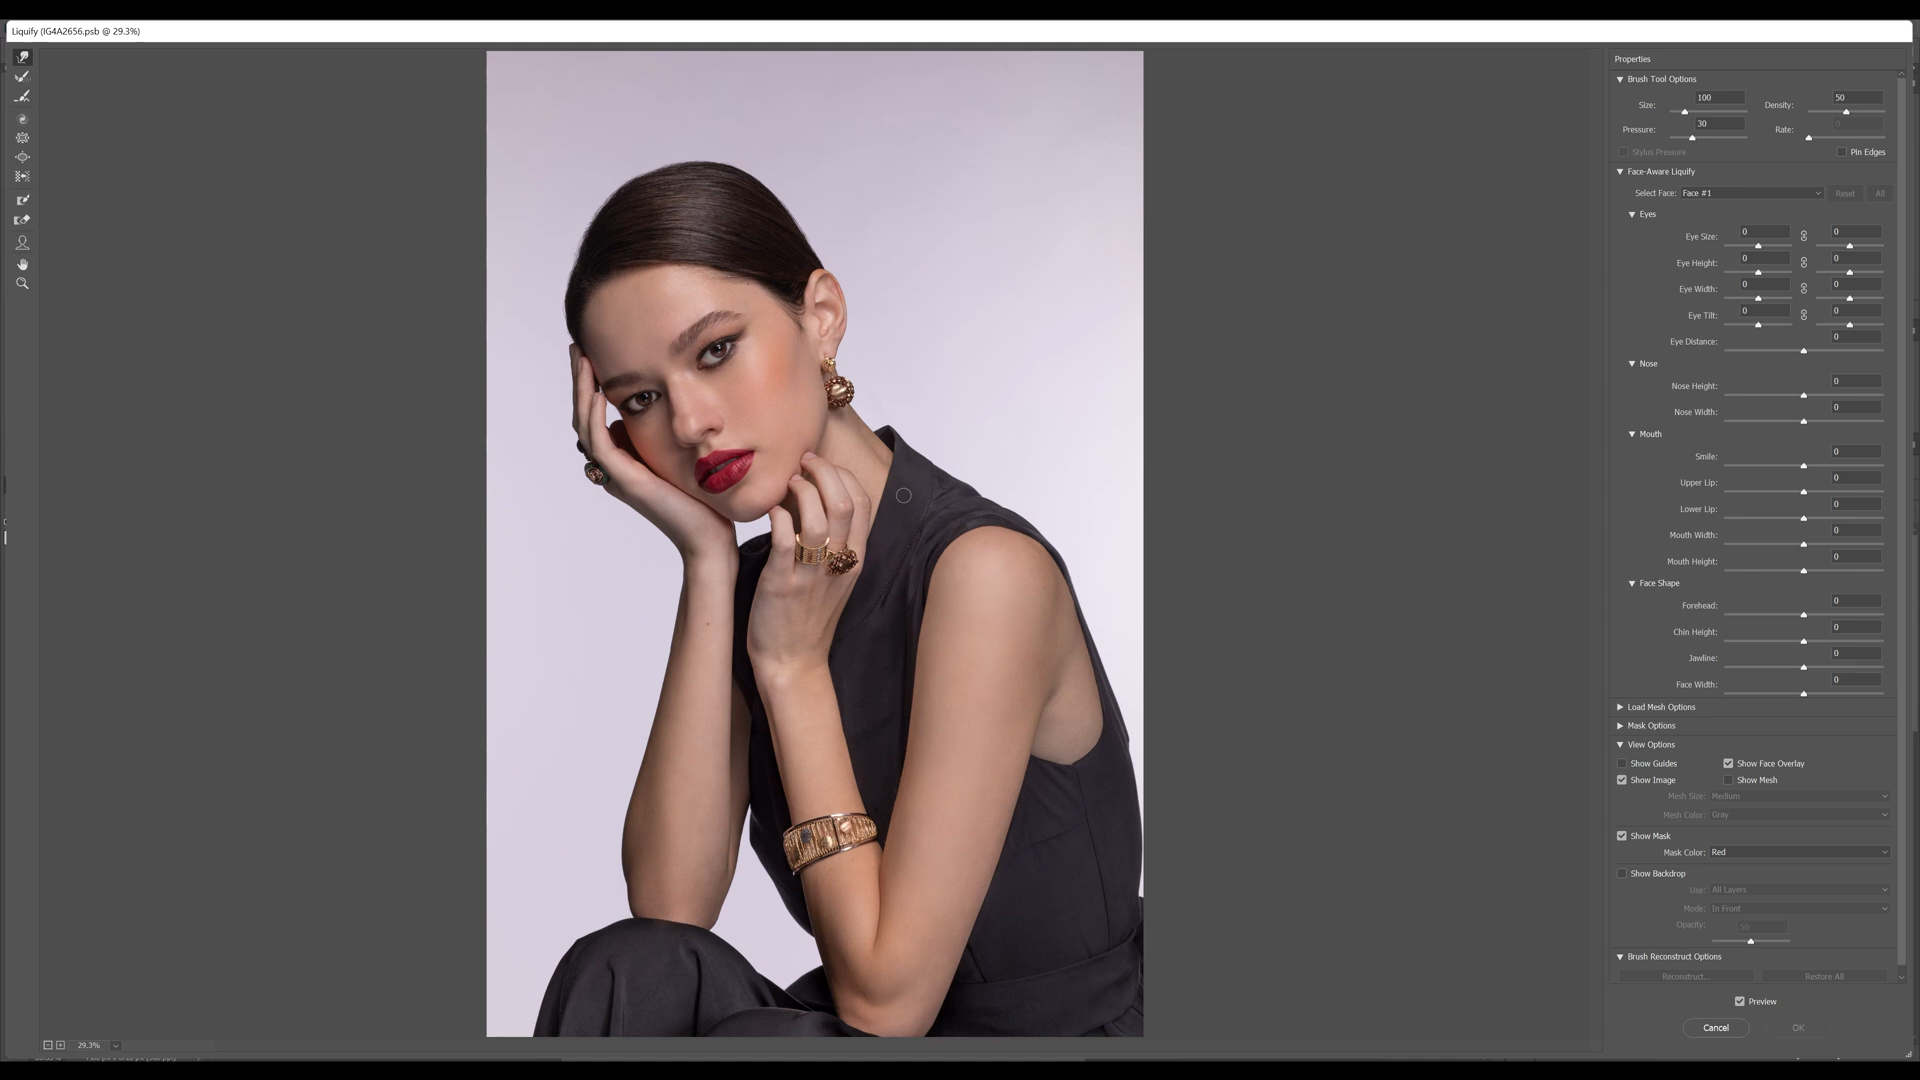 Liquify (IG4A2656.psb @ 29.3%)
Properties
Brush Tool Options
Size: 100 Density: 50
Pressure: 30 Rate: 0
Stylus Pressure Pin Edges
Face-Aware Liquify
Select Face: Face #1 Reset All
Eyes
Eye Size: 0 0
Eye Height: 0 0
Eye Width: 0 0
Eye Tilt: 0 0
Eye Distance: 0
Nose
Nose Height: 0
Nose Width: 0
Mouth
Smile: 0
Upper Lip: 0
Lower Lip: 0
Mouth Width: 0
Mouth Height: 0
Face Shape
Forehead: 0
Chin Height: 0
Jawline: 0
Face Width: 0
Load Mesh Options
Mask Options
View Options
Show Guides Show Face Overlay
Show Image Show Mesh
Mesh Size: Medium
Mesh Color: Gray
Show Mask
Mask Color: Red
Show Backdrop
Use: All Layers
Mode: In Front
Opacity: 50
Brush Reconstruct Options
Reconstruct... Restore All
Preview
Cancel OK
29.3%